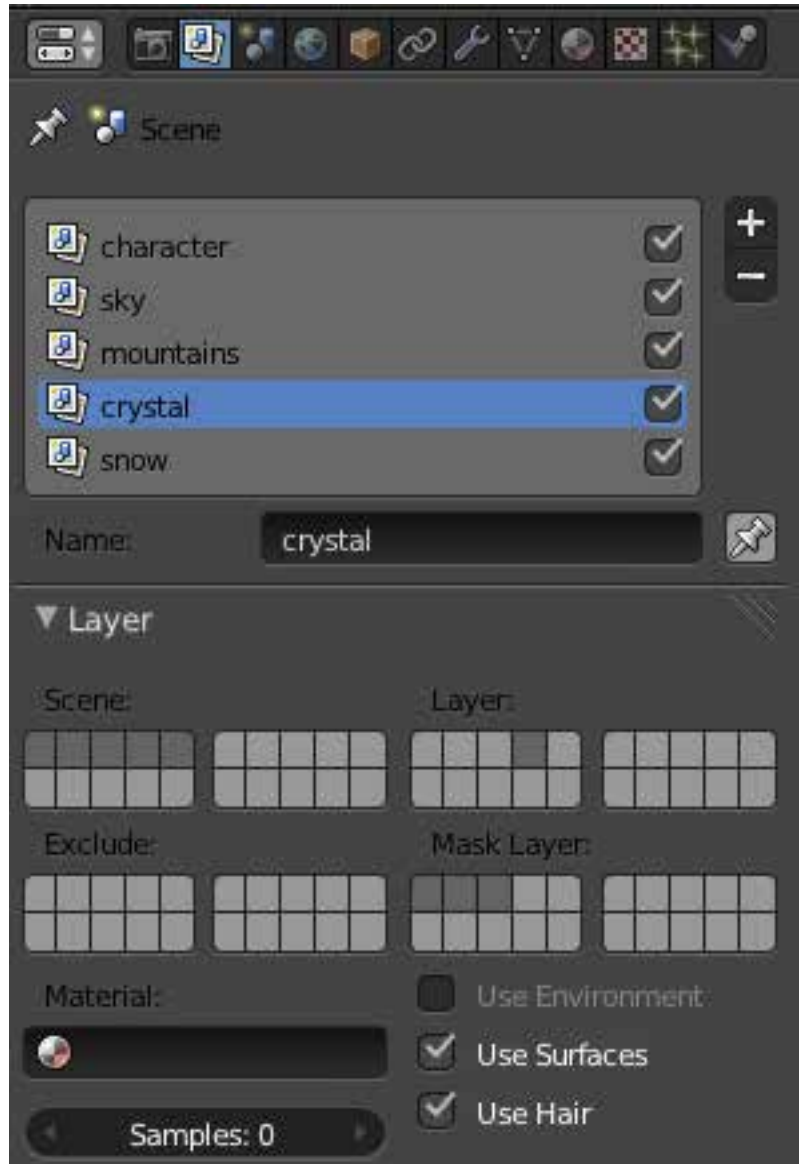 Scene
character
sky
mountains
crystal
snow
Name: crystal
Layer
Scene: Layer:
Exclude: Mask Layer:
Material: Use Environment
Use Surfaces
Samples: 0 Use Hair